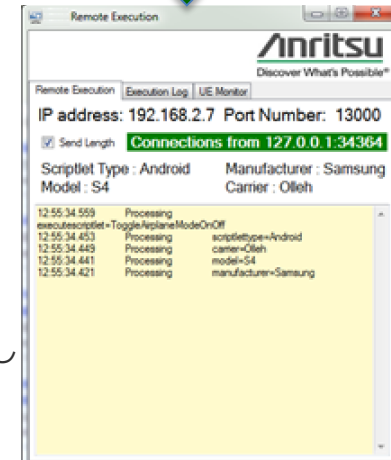 Remote Execution
Anritsu
Discover What's Possible®
Remote Execution Execution Log UE Monitor
IP address: 192.168.2.7 Port Number: 13000
Send Length Connections from 127.0.0.1:34364
Scriptlet Type : Android Manufacturer : Samsung
Model : S4 Carrier : Olleh
12:55:34.559 Processing
executescriptlet=ToggleAirplaneModeOnOff
12:55:34.453 Processing scriptlettype=Android
12:55:34.449 Processing carrier=Olleh
12:55:34.441 Processing model=S4
12:55:34.421 Processing manufacturer=Samsung